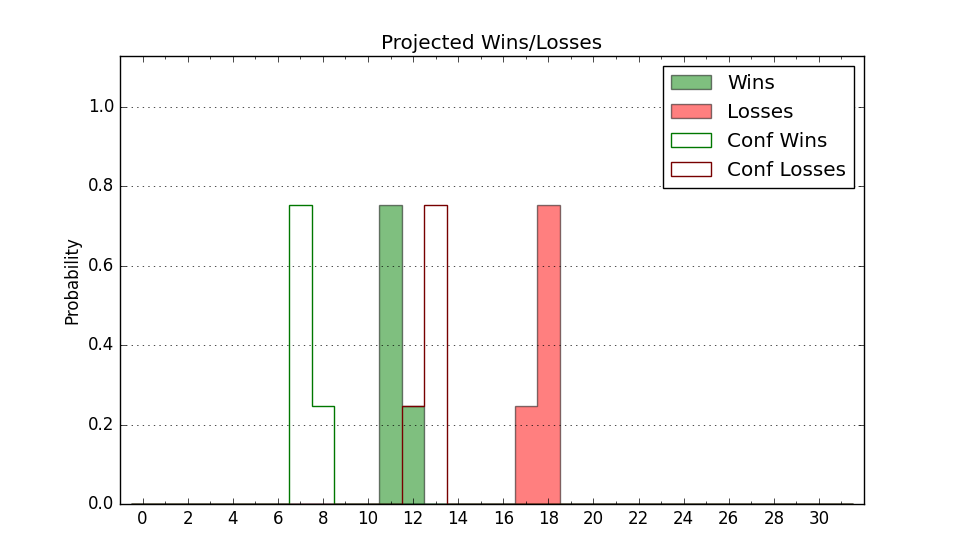 Projected Wins/Losses
Wins
Losses
Conf Wins
Conf Losses
Probability
1.0
0.8
0.6
0.4
0.2
0.0
0 2 4 6 8 10 12 14 16 18 20 22 24 26 28 30